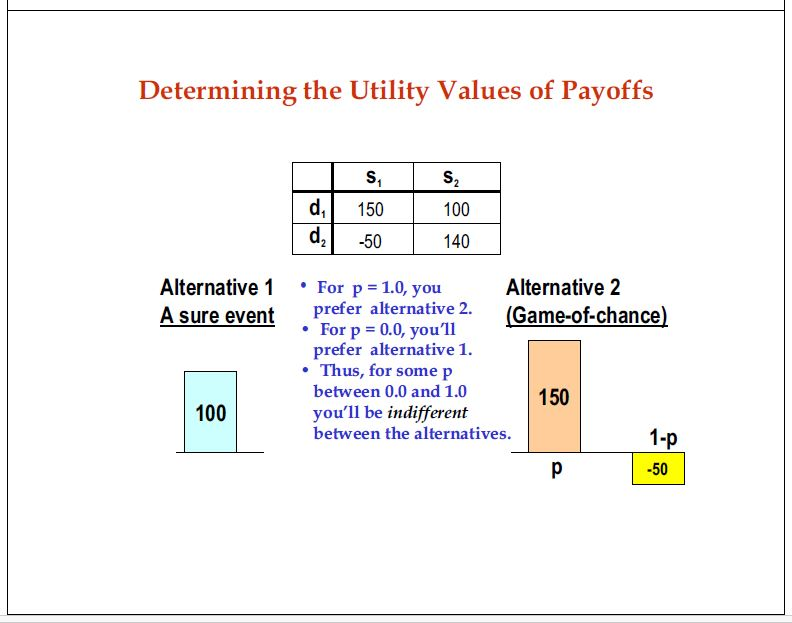 Determining the Utility Values of Payoffs
s₁ s₂
d₁ 150 100
d₂ -50 140
Alternative 1
A sure event
100
• For p = 1.0, you
prefer alternative 2.
• For p = 0.0, you'll
prefer alternative 1.
• Thus, for some p
between 0.0 and 1.0
you'll be indifferent
between the alternatives.
Alternative 2
(Game-of-chance)
150
p
1-p
-50